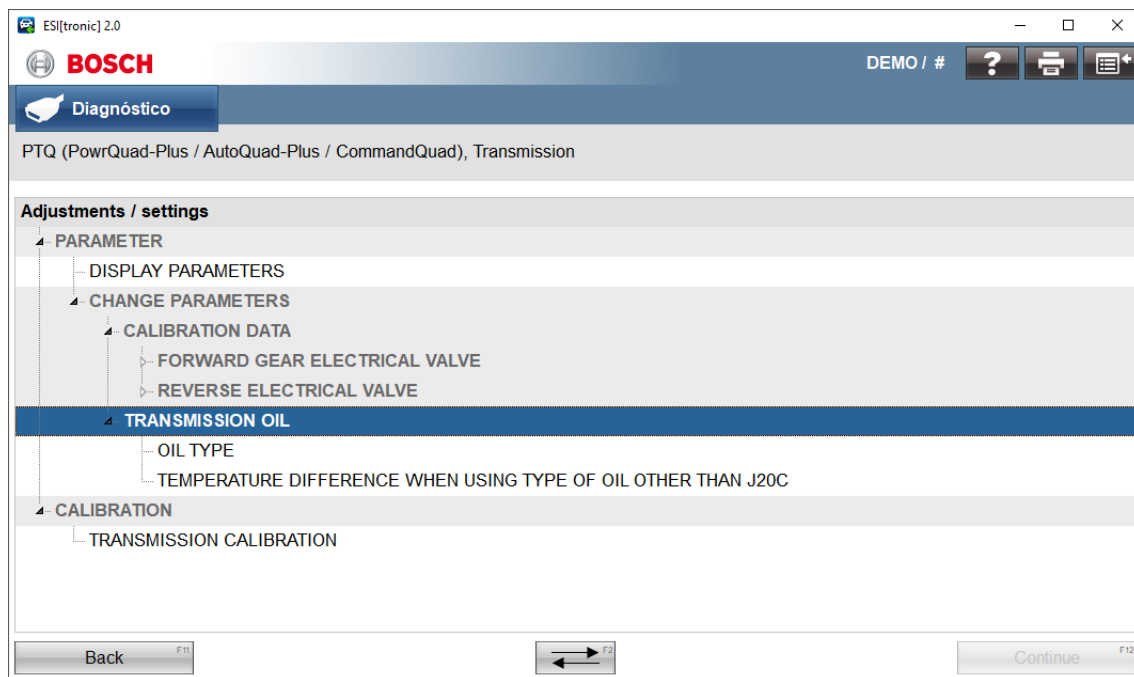 ESI[tronic] 2.0
BOSCH
DEMO / #
?
Diagnóstico
PTQ (PowrQuad-Plus / AutoQuad-Plus / CommandQuad), Transmission
Adjustments / settings
PARAMETER
DISPLAY PARAMETERS
CHANGE PARAMETERS
CALIBRATION DATA
FORWARD GEAR ELECTRICAL VALVE
REVERSE ELECTRICAL VALVE
TRANSMISSION OIL
OIL TYPE
TEMPERATURE DIFFERENCE WHEN USING TYPE OF OIL OTHER THAN J20C
CALIBRATION
TRANSMISSION CALIBRATION
Back F11
F2
Continue F12